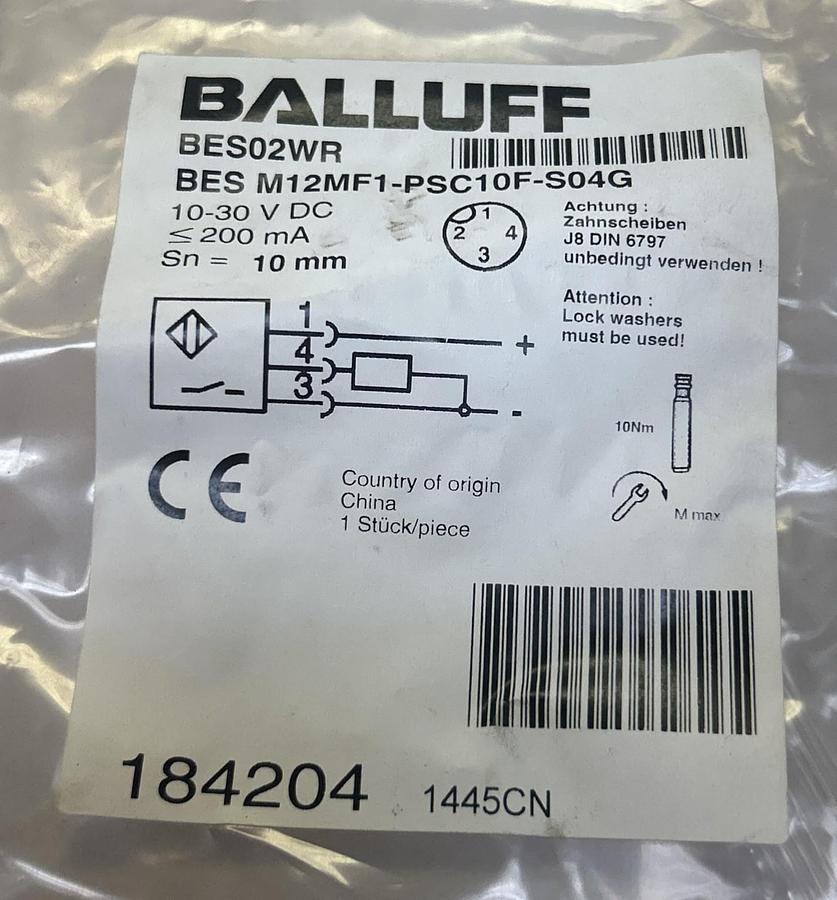 BALLUFF
BES02WR
BES M12MF1-PSC10F-S04G
10-30 V DC
≤ 200 mA
Sn = 10 mm
1
2 4
3
Achtung :
Zahnscheiben
J8 DIN 6797
unbedingt verwenden !
Attention :
Lock washers
must be used!
1
+
4
3
-
10Nm
M max
CE
Country of origin
China
1 Stück/piece
184204 1445CN